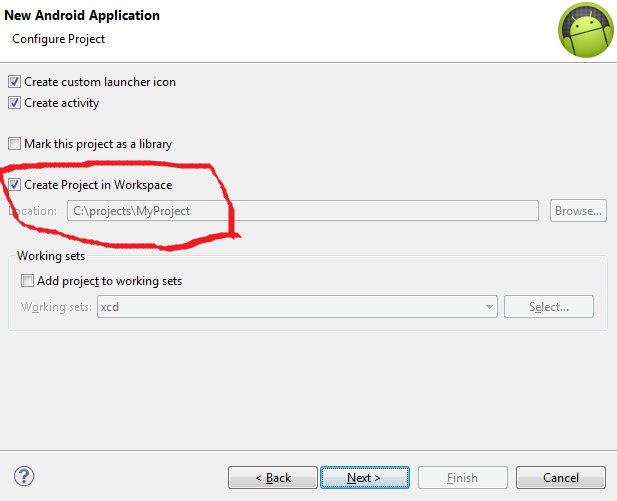 New Android Application
Configure Project
Create custom launcher icon
Create activity
Mark this project as a library
Create Project in Workspace
Location: C:\projects\MyProject Browse...
Working sets
Add project to working sets
Working sets: xcd Select...
? < Back Next > Finish Cancel